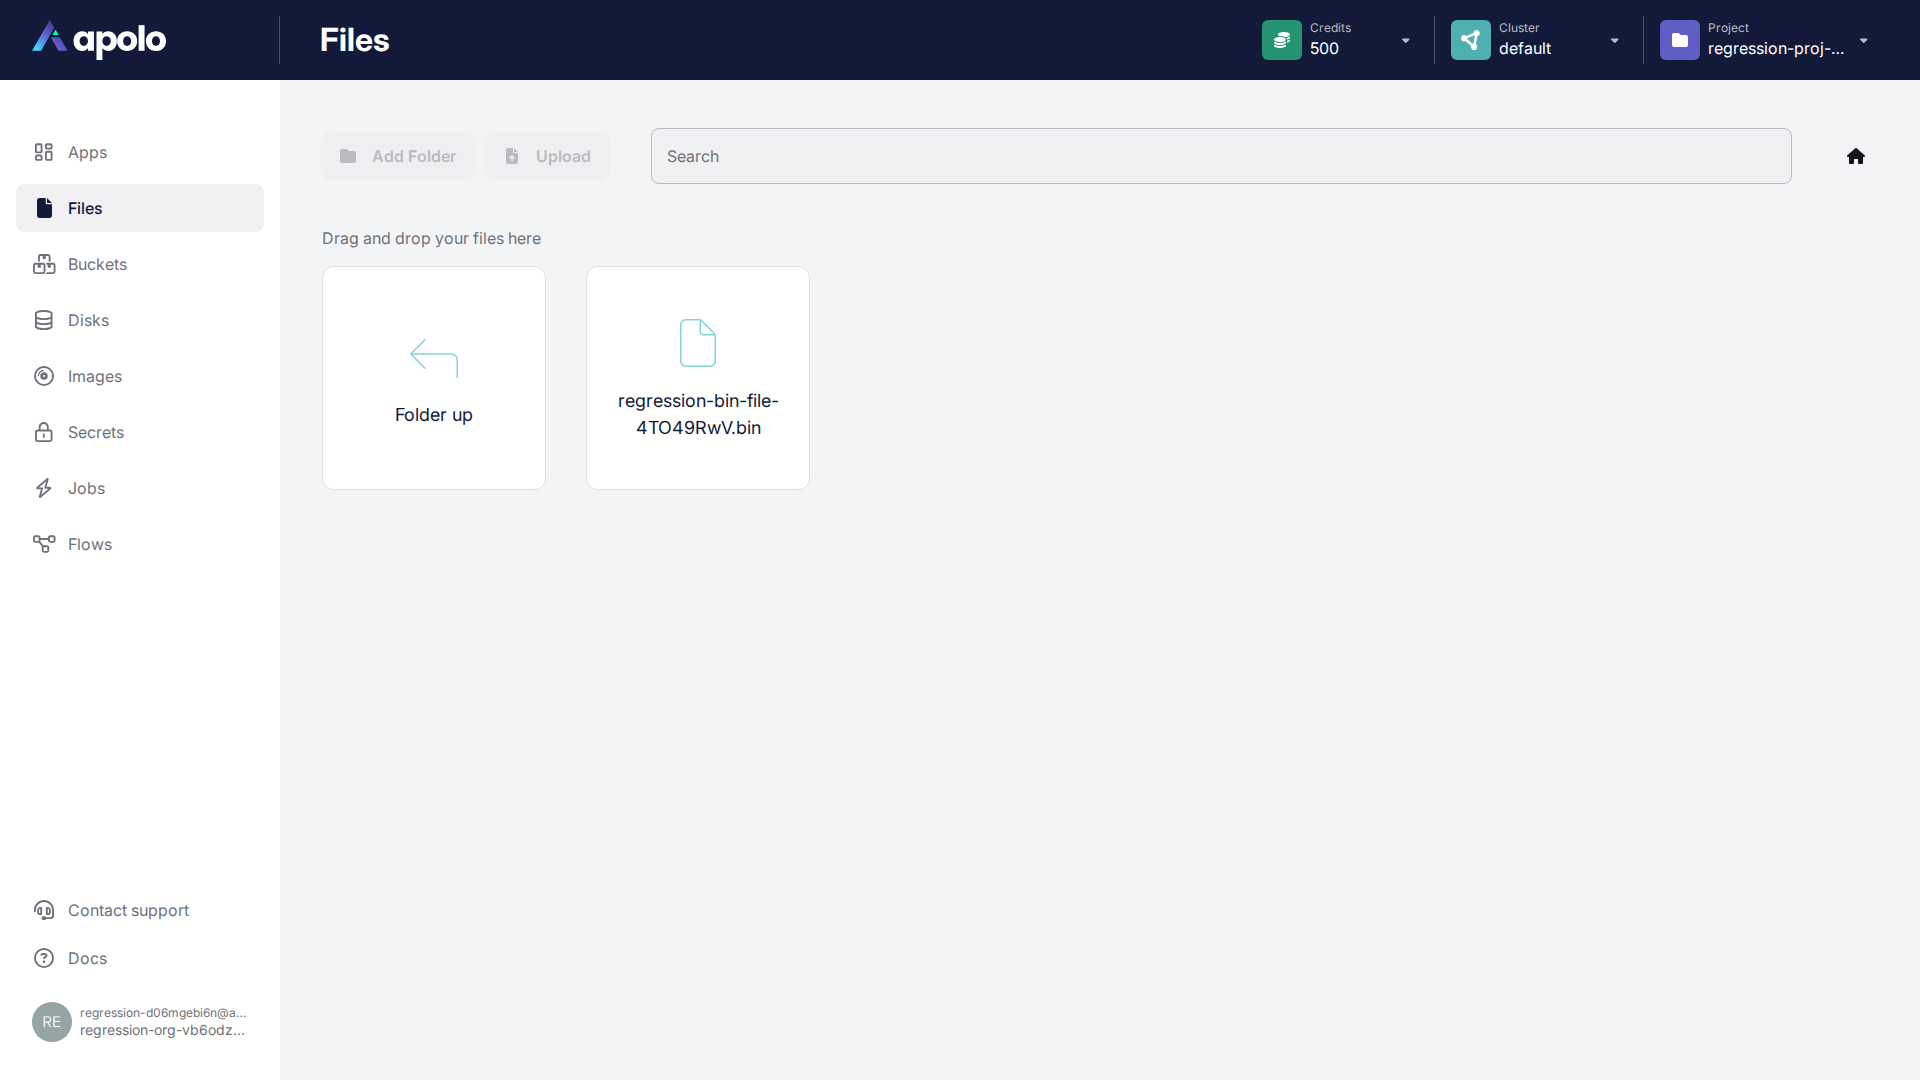 apolo
Files
Credits
500
Cluster
default
Project
regression-proj-...
Apps
Files
Buckets
Disks
Images
Secrets
Jobs
Flows
Contact support
Docs
RE
regression-d06mgebi6n@a...
regression-org-vb6odz...
Add Folder
Upload
Search
Drag and drop your files here
Folder up
regression-bin-file-
4TO49RwV.bin